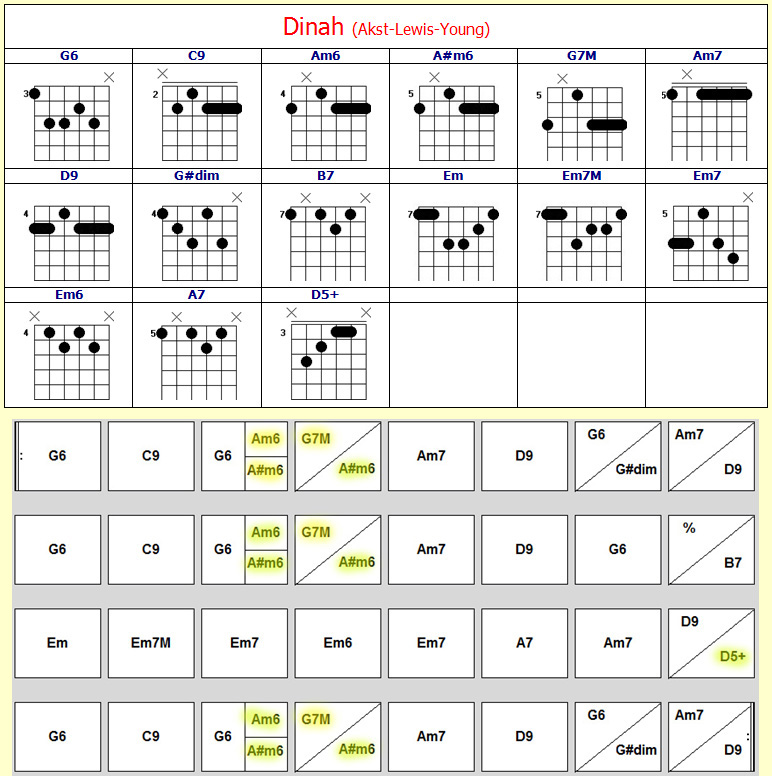 Dinah (Akst-Lewis-Young)
G6 C9 Am6 A#m6 G7M Am7
3 2 4 5 5 5
D9 G#dim B7 Em Em7M Em7
4 4 7 7 7 5
Em6 A7 D5+
4 5 3
: G6 C9 G6 Am6 A#m6 G7M A#m6 Am7 D9 G6 G#dim Am7 D9
G6 C9 G6 Am6 A#m6 G7M A#m6 Am7 D9 G6 % B7
Em Em7M Em7 Em6 Em7 A7 Am7 D9 D5+
G6 C9 G6 Am6 A#m6 G7M A#m6 Am7 D9 G6 G#dim Am7 D9 :